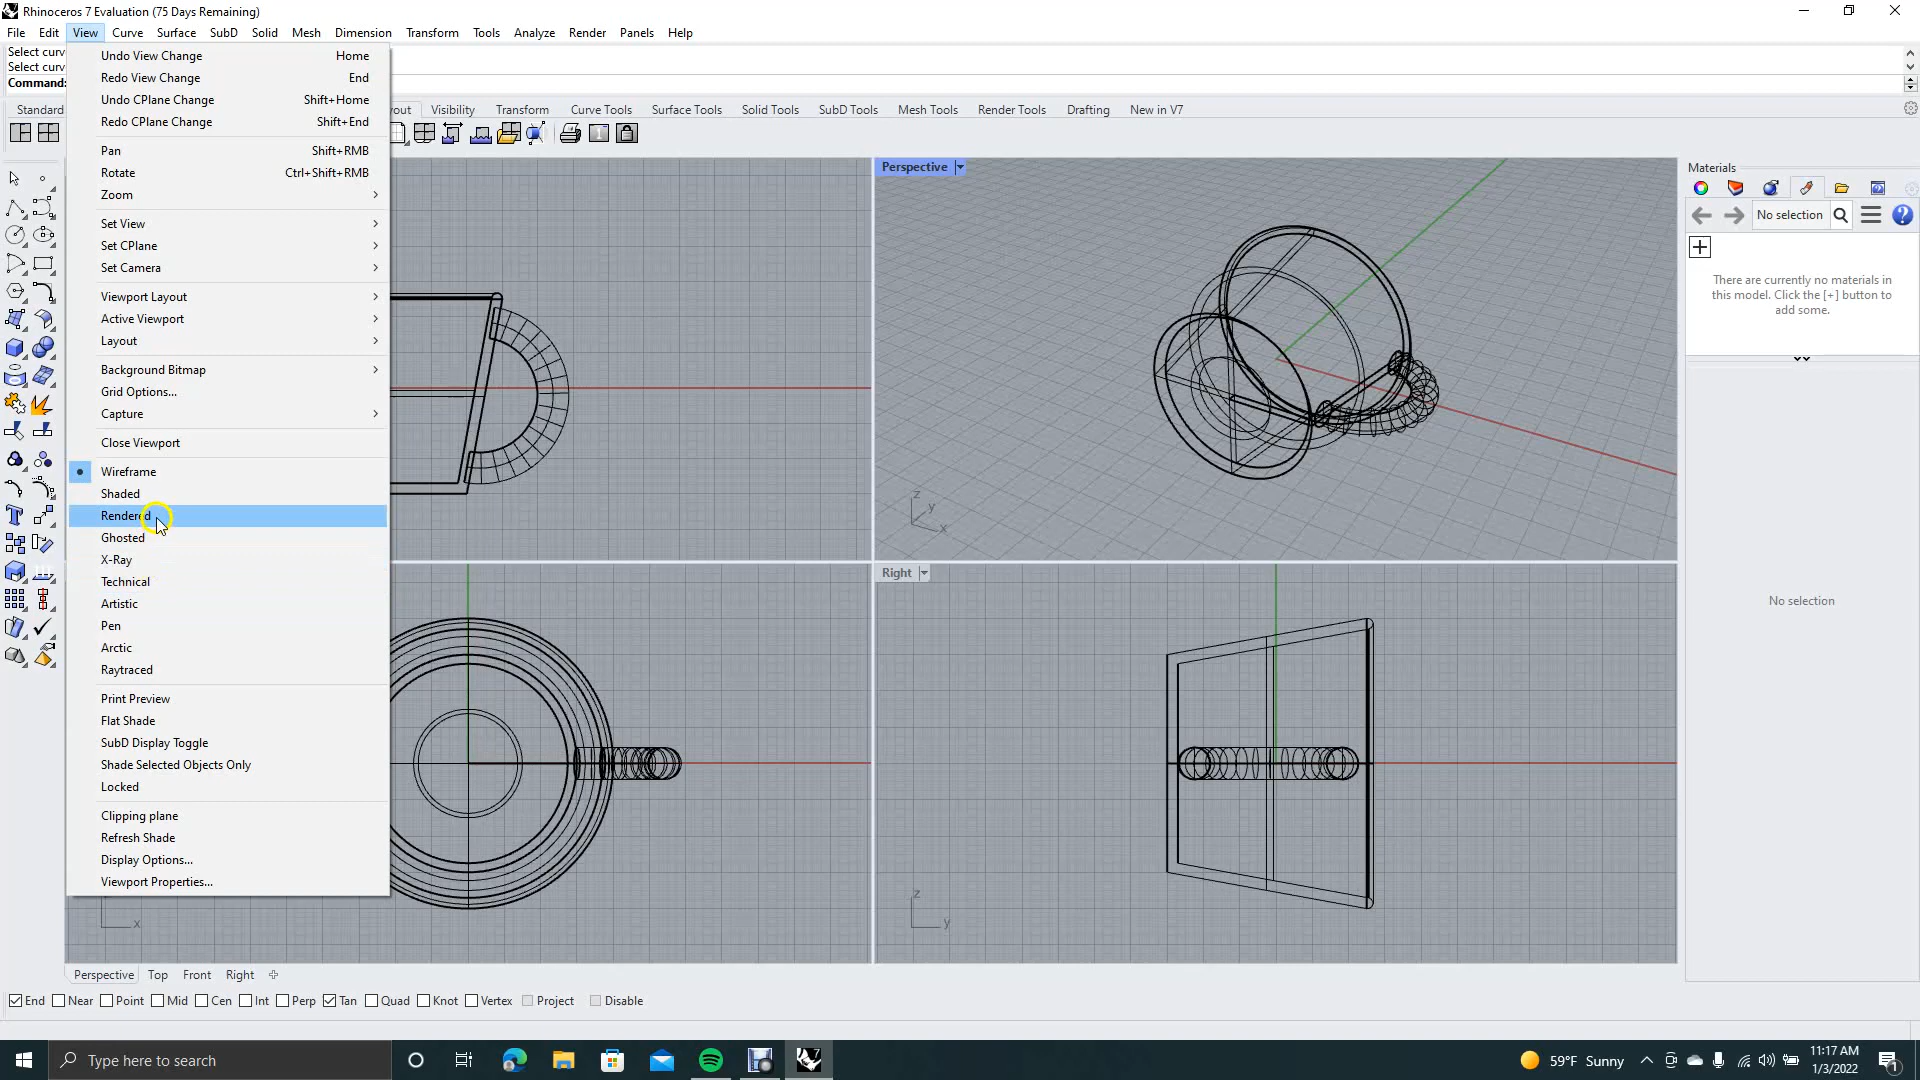 Rhinoceros 7 Evaluation (75 Days Remaining)
File Edit View Curve Surface SubD Solid Mesh Dimension Transform Tools Analyze Render Panels Help
Select curv
Select curv
Command:
Standard
out Visibility Transform Curve Tools Surface Tools Solid Tools SubD Tools Mesh Tools Render Tools Drafting New in V7
Undo View Change Home
Redo View Change End
Undo CPlane Change Shift+Home
Redo CPlane Change Shift+End
Pan Shift+RMB
Rotate Ctrl+Shift+RMB
Zoom
Set View
Set CPlane
Set Camera
Viewport Layout
Active Viewport
Layout
Background Bitmap
Grid Options...
Capture
Close Viewport
Wireframe
Shaded
Rendered
Ghosted
X-Ray
Technical
Artistic
Pen
Arctic
Raytraced
Print Preview
Flat Shade
SubD Display Toggle
Shade Selected Objects Only
Locked
Clipping plane
Refresh Shade
Display Options...
Viewport Properties...
x
Perspective
z
y
x
Right
z
y
Materials
No selection
There are currently no materials in
this model. Click the [+] button to
add some.
No selection
Perspective Top Front Right
End Near Point Mid Cen Int Perp Tan Quad Knot Vertex Project Disable
Type here to search
59°F Sunny
11:17 AM
1/3/2022
1